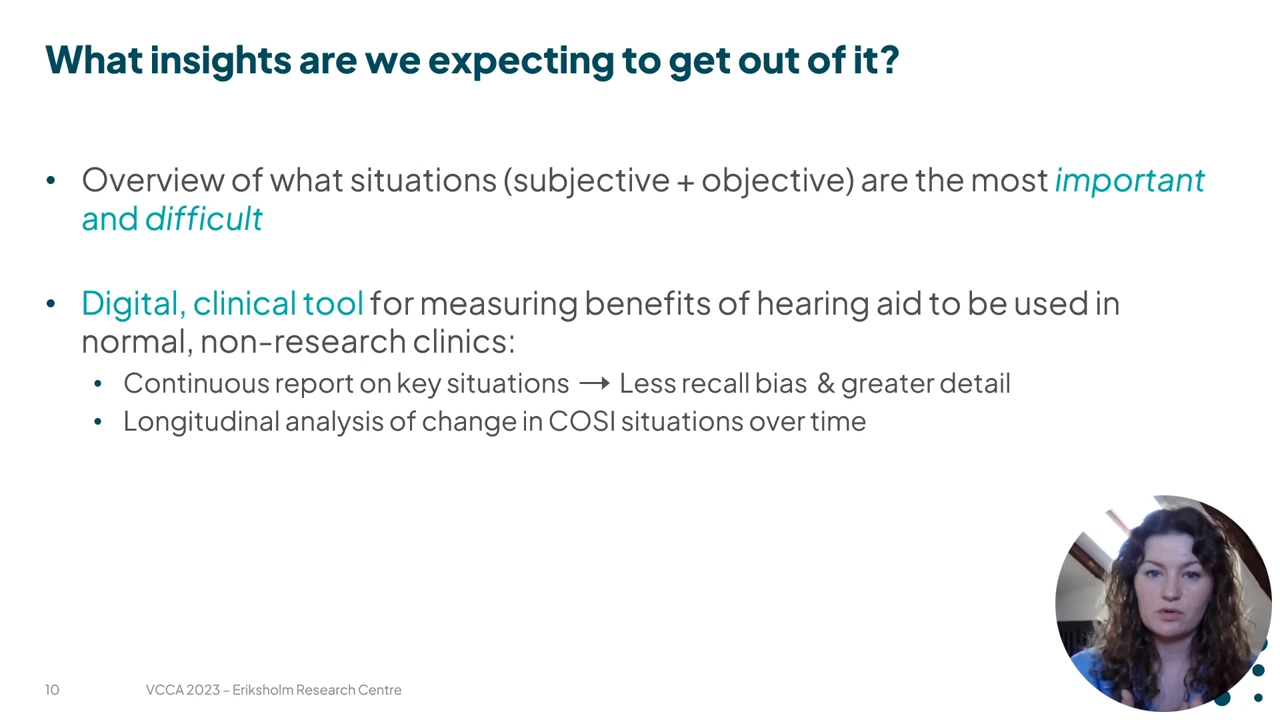 What insights are we expecting to get out of it?
• Overview of what situations (subjective + objective) are the most important
and difficult
• Digital, clinical tool for measuring benefits of hearing aid to be used in
normal, non-research clinics:
• Continuous report on key situations → Less recall bias & greater detail
• Longitudinal analysis of change in COSI situations over time
10 VCCA 2023 – Eriksholm Research Centre